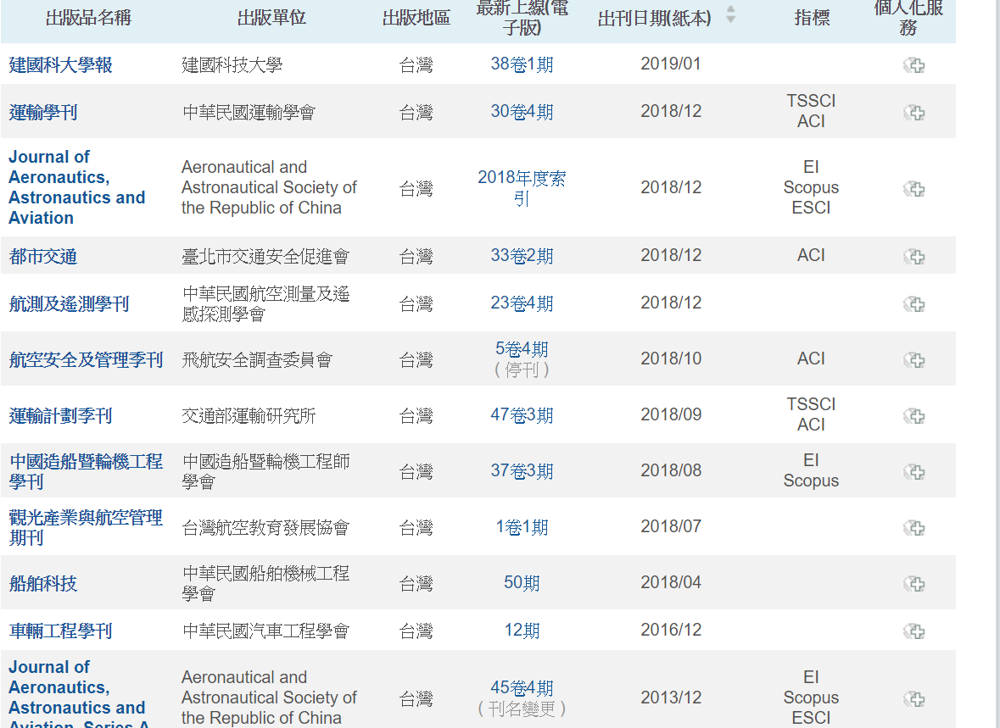 出版品名稱
出版單位
出版地區
最新上線(電
子版)
出刊日期(紙本)
指標
個人化服
務
建國科大學報
建國科技大學
台灣
38卷1期
2019/01
運輸學刊
中華民國運輸學會
台灣
30卷4期
2018/12
TSSCI
ACI
Journal of
Aeronautics,
Astronautics and
Aviation
Aeronautical and
Astronautical Society of
the Republic of China
台灣
2018年度索
引
2018/12
EI
Scopus
ESCI
都市交通
臺北市交通安全促進會
台灣
33卷2期
2018/12
ACI
航測及遙測學刊
中華民國航空測量及遙
感探測學會
台灣
23卷4期
2018/12
航空安全及管理季刊
飛航安全調查委員會
台灣
5卷4期
（停刊）
2018/10
ACI
運輸計劃季刊
交通部運輸研究所
台灣
47卷3期
2018/09
TSSCI
ACI
中國造船暨輪機工程
學刊
中國造船暨輪機工程師
學會
台灣
37卷3期
2018/08
EI
Scopus
觀光產業與航空管理
期刊
台灣航空教育發展協會
台灣
1卷1期
2018/07
船舶科技
中華民國船舶機械工程
學會
台灣
50期
2018/04
車輛工程學刊
中華民國汽車工程學會
台灣
12期
2016/12
Journal of
Aeronautics,
Astronautics and
Aviation, Series A
Aeronautical and
Astronautical Society of
the Republic of China
台灣
45卷4期
（刊名變更）
2013/12
EI
Scopus
ESCI